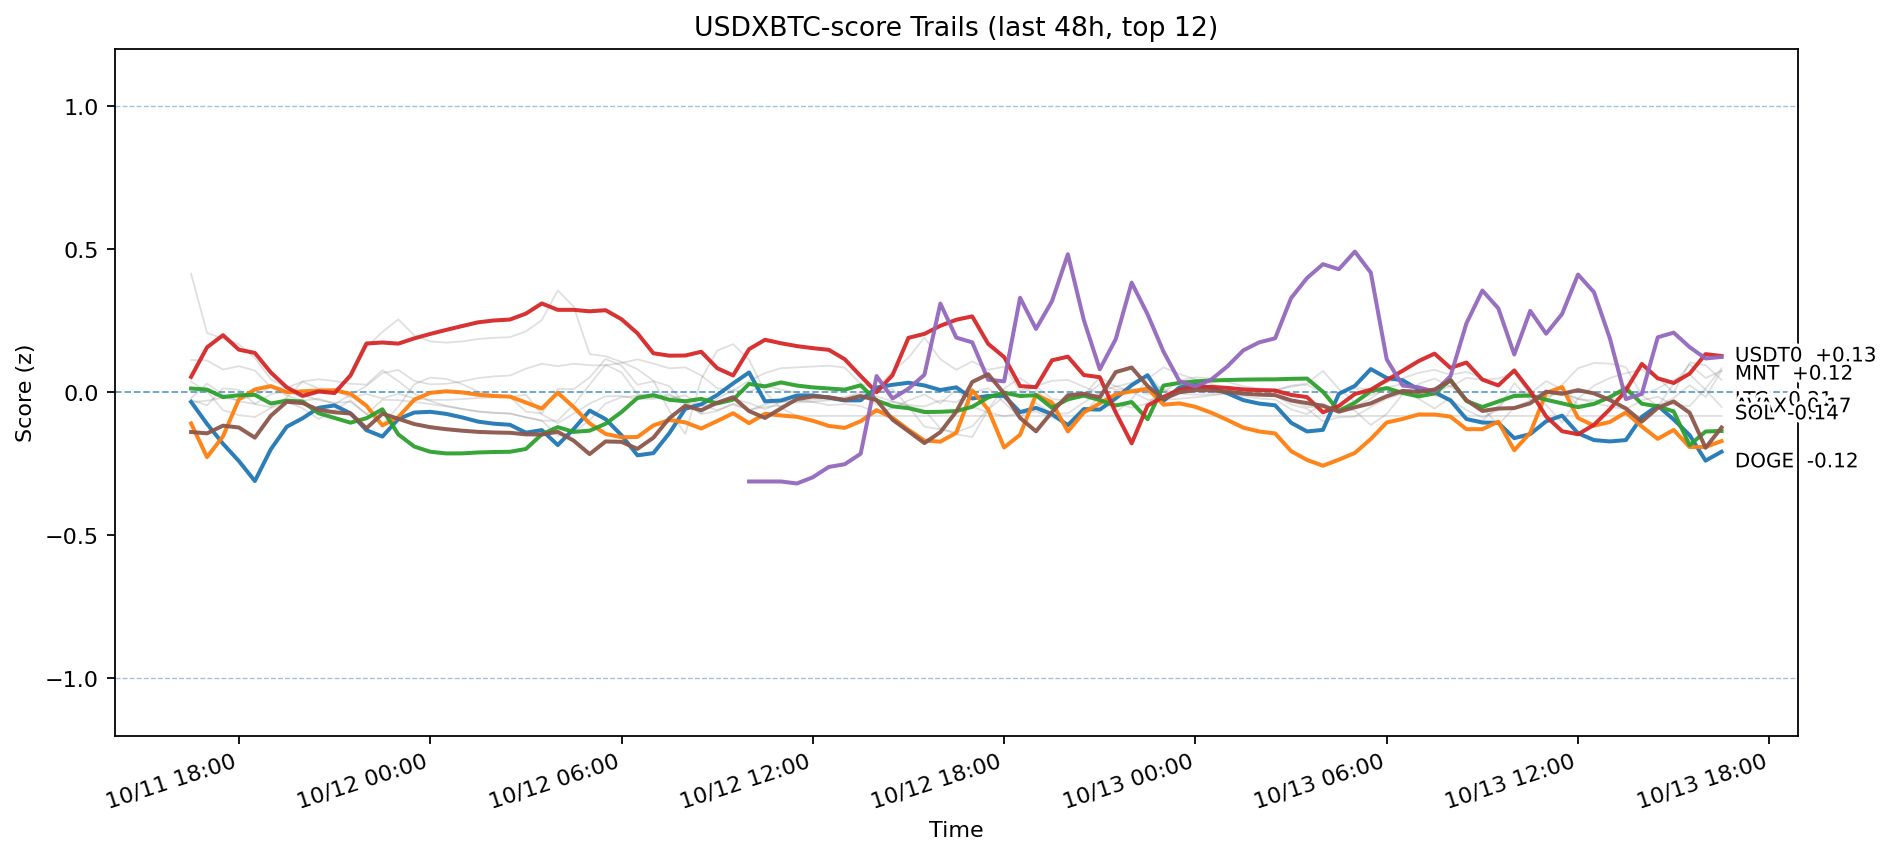 USDXBTC-score Trails (last 48h, top 12)
1.0
0.5
0.0
−0.5
−1.0
Score (z)
USDT0 +0.13
MNT +0.12
SOL -0.14
DOGE -0.12
10/11 18:00
10/12 00:00
10/12 06:00
10/12 12:00
10/12 18:00
10/13 00:00
10/13 06:00
10/13 12:00
10/13 18:00
Time